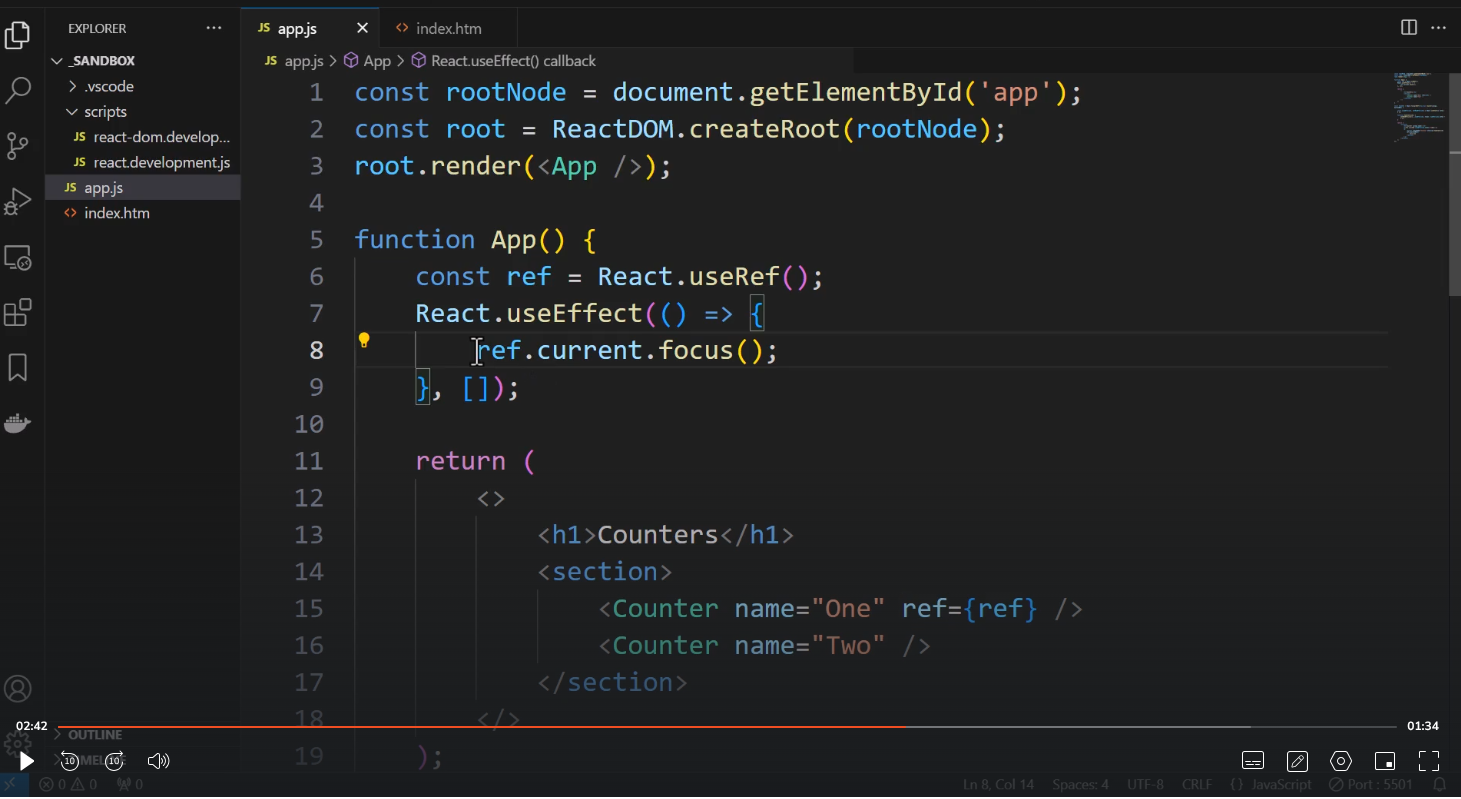 EXPLORER
_SANDBOX
.vscode
scripts
JS react-dom.develop...
JS react.development.js
JS app.js
<> index.htm
JS app.js
<> index.htm
JS app.js > App > React.useEffect() callback
1 const rootNode = document.getElementById('app');
2 const root = ReactDOM.createRoot(rootNode);
3 root.render(<App />);
4
5 function App() {
6 const ref = React.useRef();
7 React.useEffect(() => {
8 ref.current.focus();
9 }, []);
10
11 return (
12 <>
13 <h1>Counters</h1>
14 <section>
15 <Counter name="One" ref={ref} />
16 <Counter name="Two" />
17 </section>
18 </>
19 );
02:42
01:34
OUTLINE
10
10
0 0 0
Ln 8, Col 14 Spaces: 4 UTF-8 CRLF {} JavaScript Port : 5501